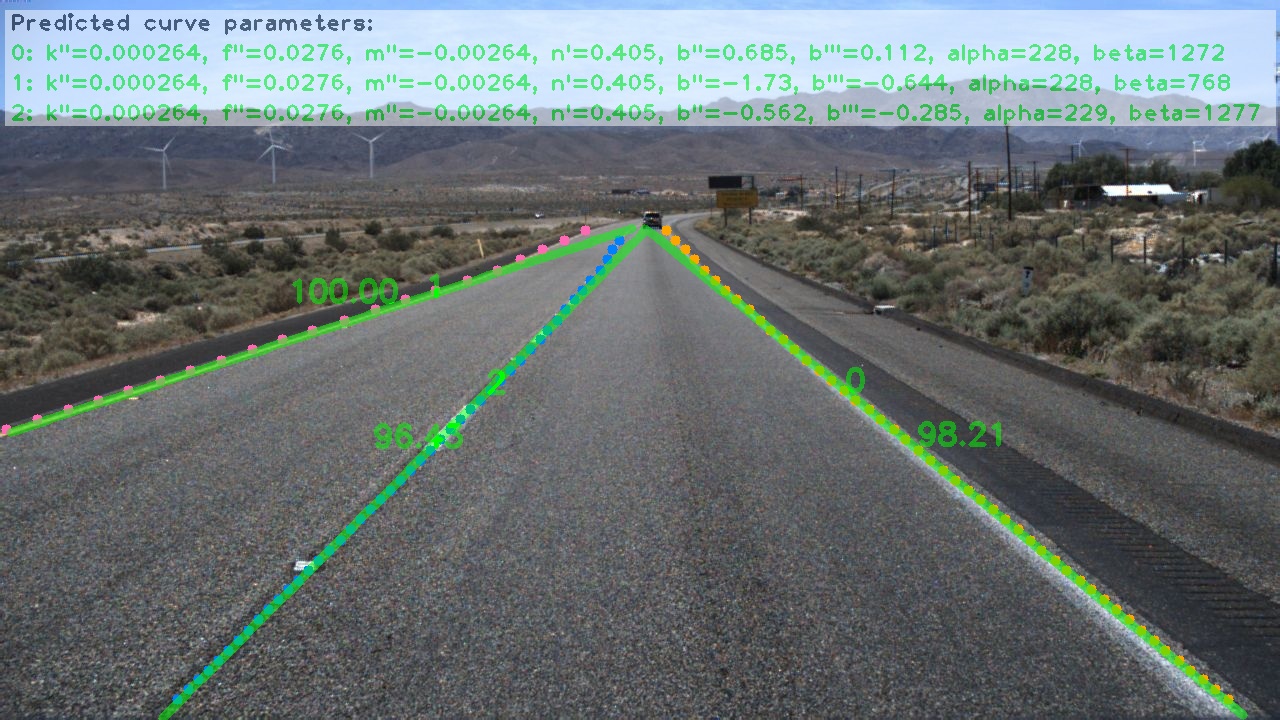 Predicted curve parameters:
0: k''=0.000264, f''=0.0276, m''=-0.00264, n'=0.405, b''=0.685, b'''=0.112, alpha=228, beta=1272
1: k''=0.000264, f''=0.0276, m''=-0.00264, n'=0.405, b''=-1.73, b'''=-0.644, alpha=228, beta=768
2: k''=0.000264, f''=0.0276, m''=-0.00264, n'=0.405, b''=-0.562, b'''=-0.285, alpha=229, beta=1277
100.00 1
2 0
98.21